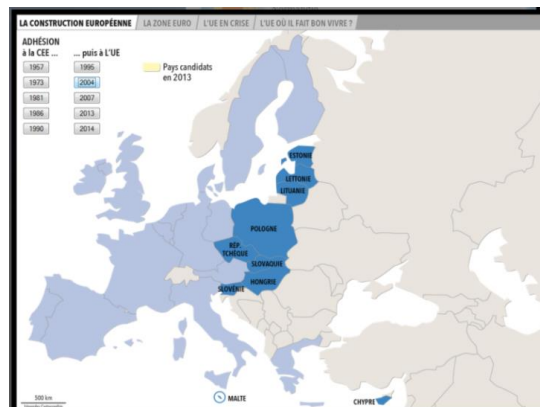 LA CONSTRUCTION EUROPÉENNE / LA ZONE EURO / L'UE EN CRISE / L'UE OÙ IL FAIT BON VIVRE ?
ADHÉSION
à la CEE ... ... puis à L'UE
1957 1995
1973 2004
1981 2007
1986 2013
1990 2014
Pays candidats
en 2013
ESTONIE
LETTONIE
LITUANIE
POLOGNE
RÉP.
TCHÈQUE
SLOVAQUIE
HONGRIE
SLOVÉNIE
500 km
MALTE
CHYPRE